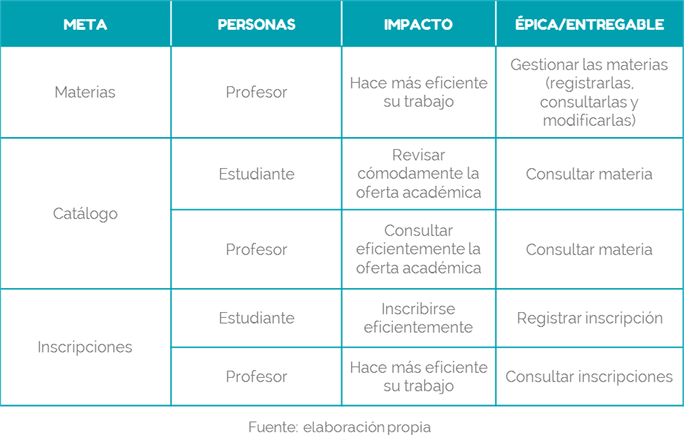 META PERSONAS IMPACTO ÉPICA/ENTREGABLE
Materias
Profesor
Hace más eficiente
su trabajo
Gestionar las materias
(registrarlas,
consultarlas y
modificarlas)
Catálogo
Estudiante
Revisar
cómodamente la
oferta académica
Consultar materia
Profesor
Consultar
eficientemente la
oferta académica
Consultar materia
Inscripciones
Estudiante
Inscribirse
eficientemente
Registrar inscripción
Profesor
Hace más eficiente
su trabajo
Consultar inscripciones
Fuente: elaboración propia